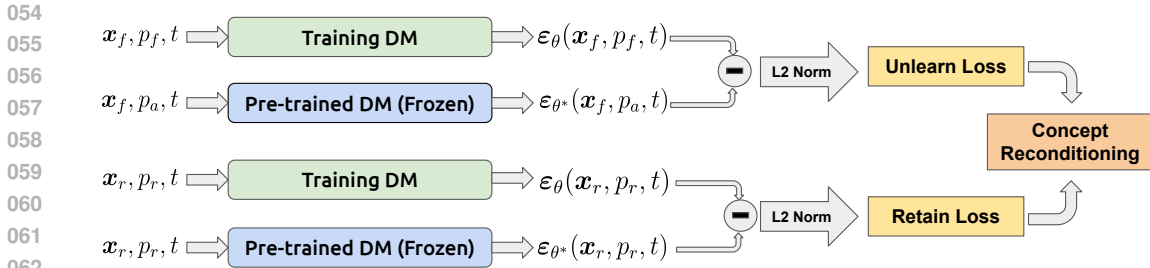 054
055
056
057
058
059
060
061
062
x_f, p_f, t Training DM ε_θ(x_f, p_f, t)
x_f, p_a, t Pre-trained DM (Frozen) ε_θ*(x_f, p_a, t)
L2 Norm Unlearn Loss
x_r, p_r, t Training DM ε_θ(x_r, p_r, t)
x_r, p_r, t Pre-trained DM (Frozen) ε_θ*(x_r, p_r, t)
L2 Norm Retain Loss
Concept
Reconditioning